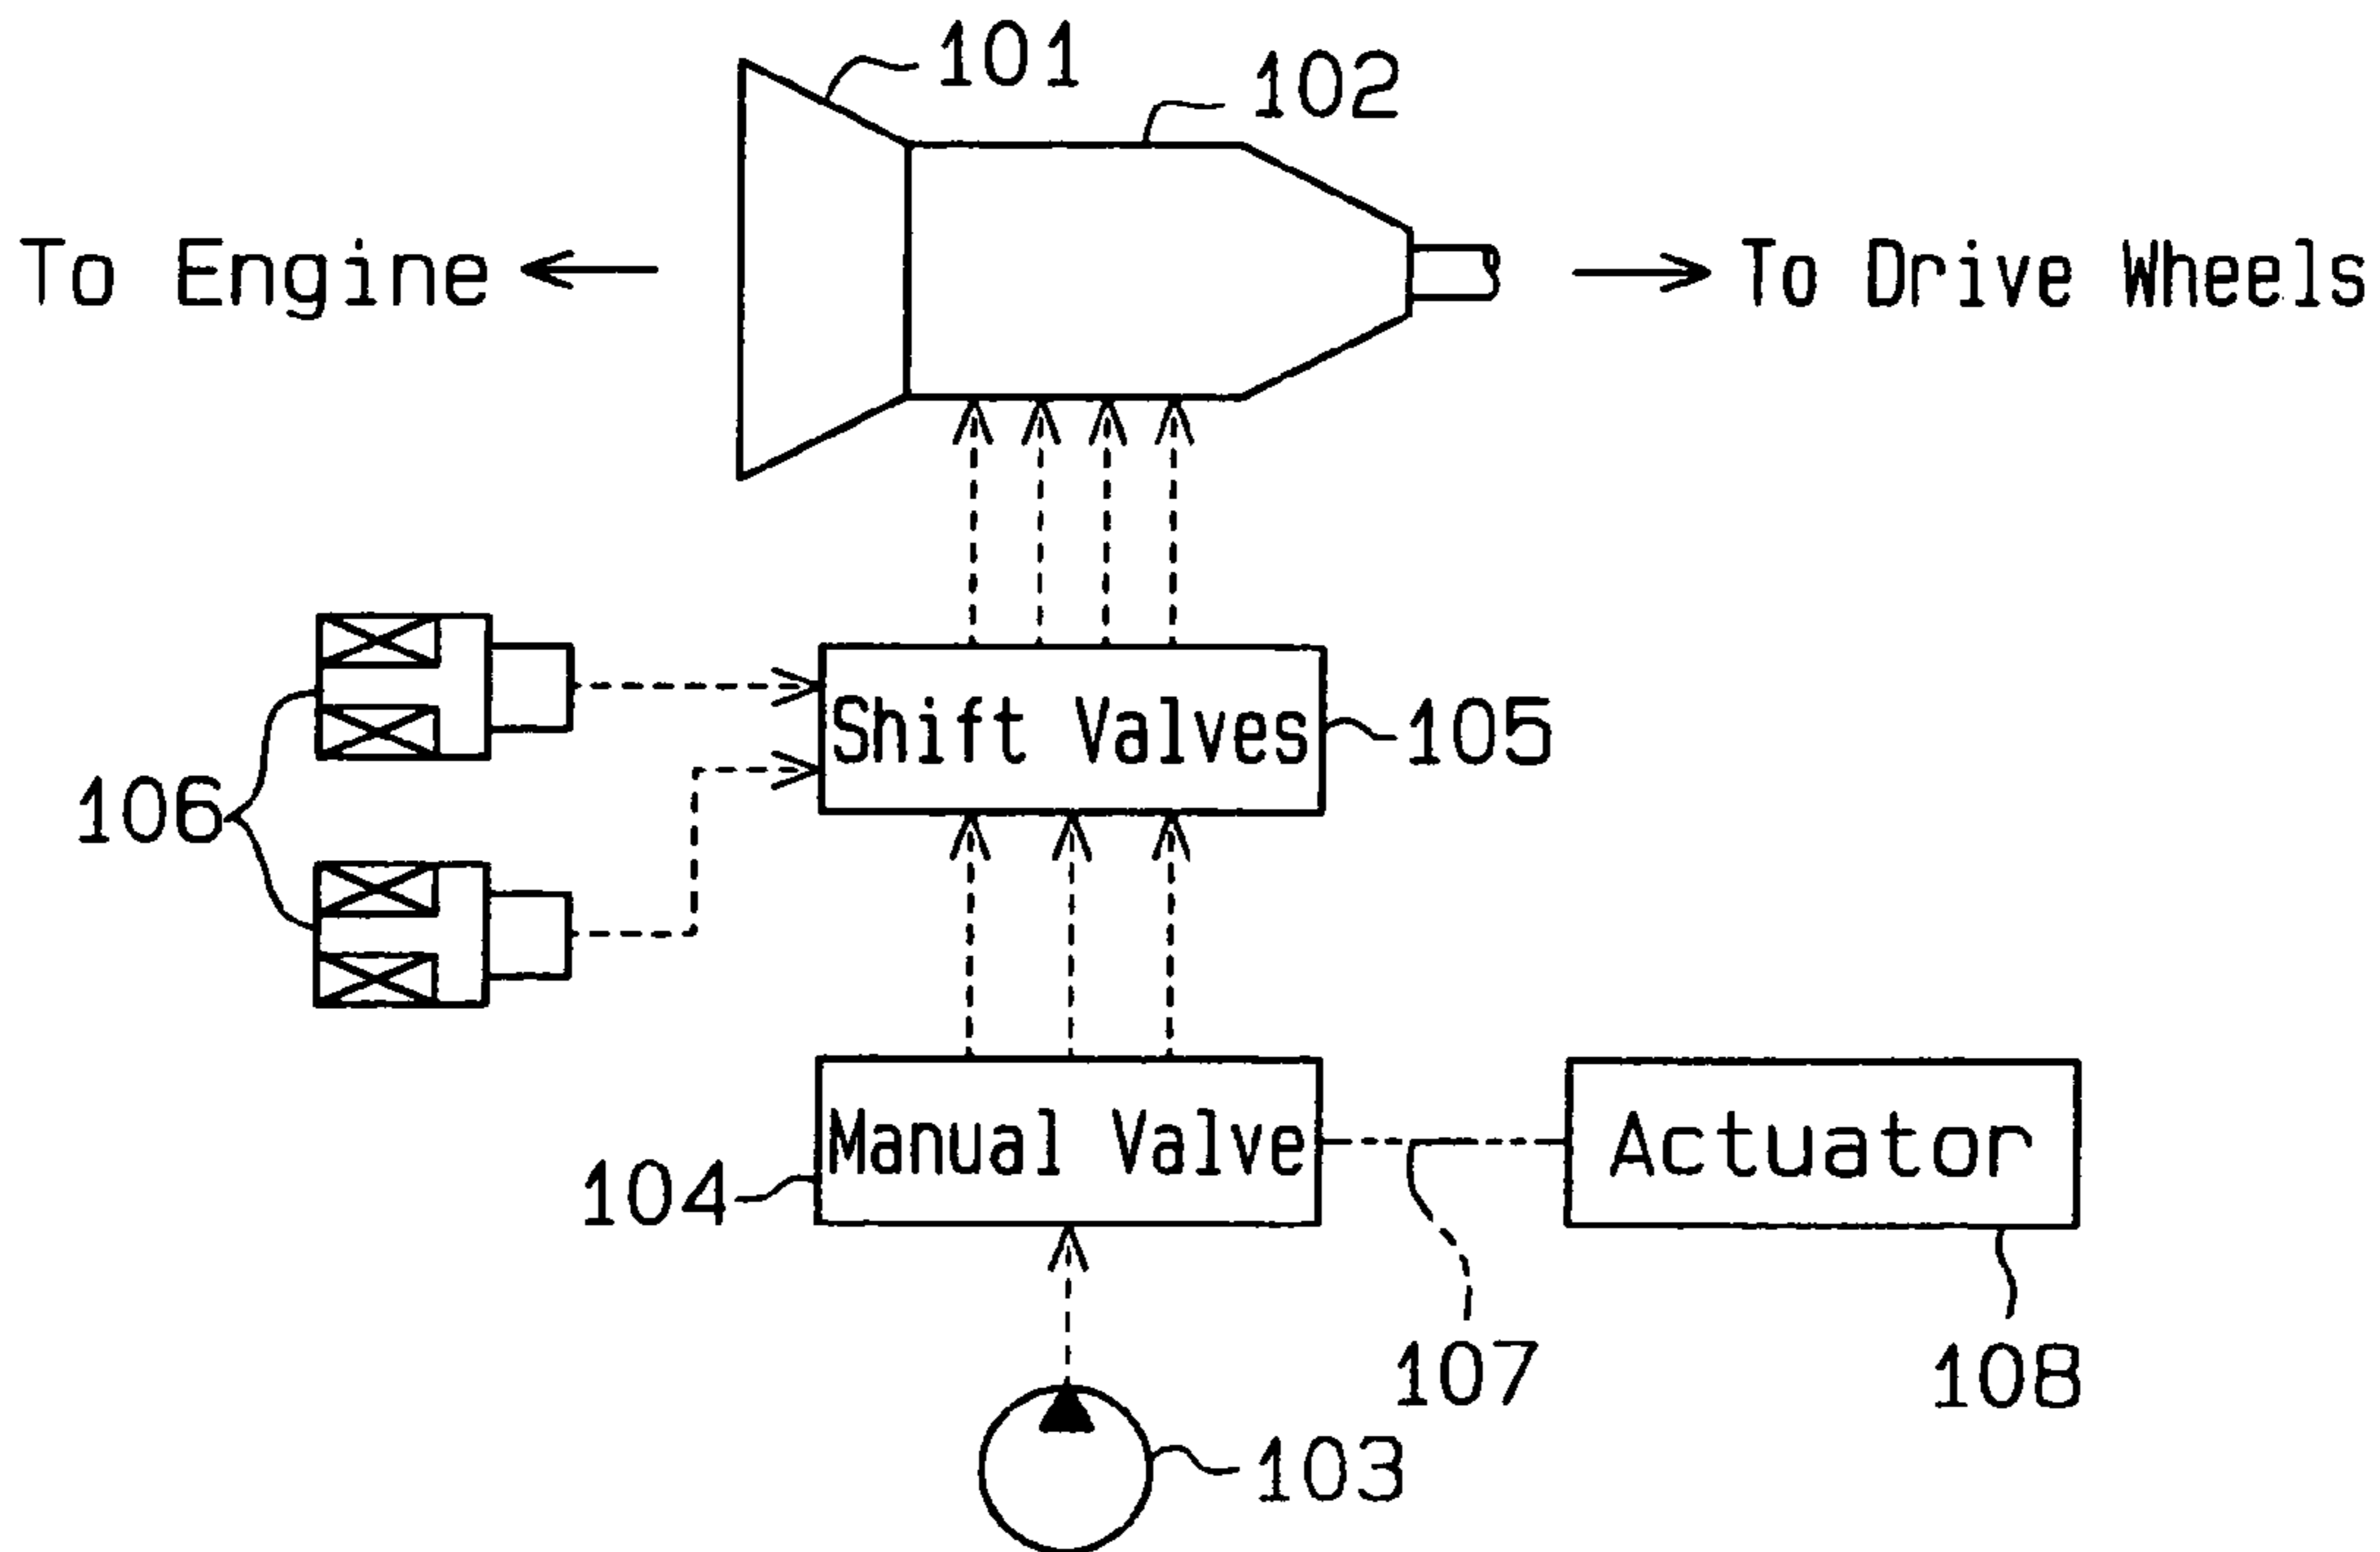 101
102
To Engine
To Drive Wheels
Shift Valves
105
106
Manual Valve
Actuator
104
107
108
103